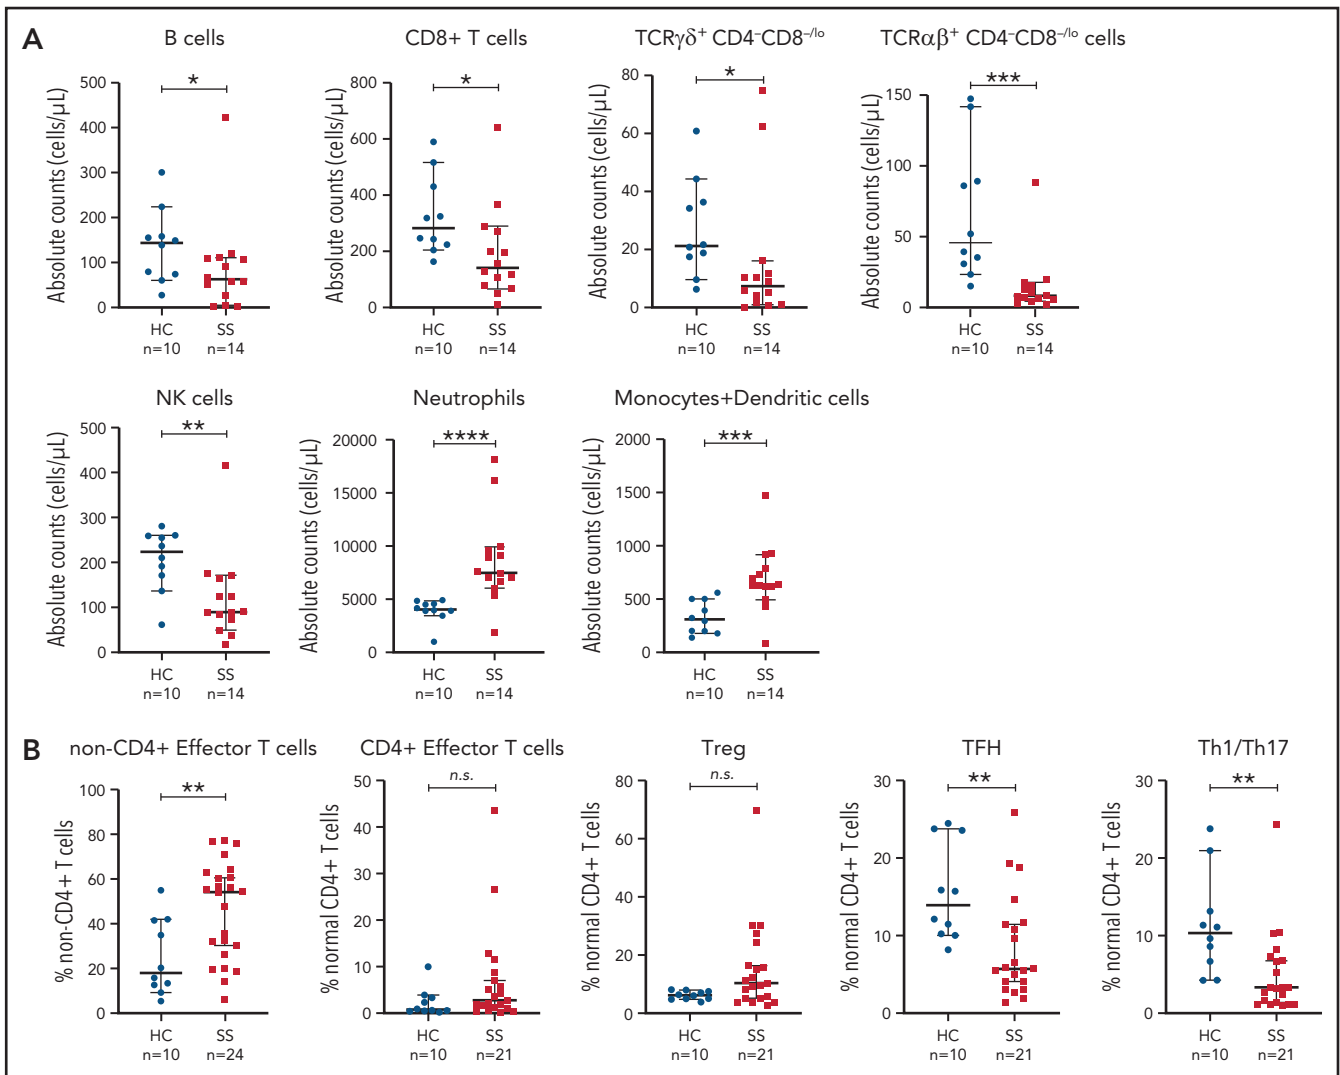 A
B cells
CD8+ T cells
TCRγδ⁺ CD4⁻CD8⁻/ˡᵒ
TCRαβ⁺ CD4⁻CD8⁻/ˡᵒ cells
Absolute counts (cells/μL)
500
400
300
200
100
0
*
HC
n=10
SS
n=14
Absolute counts (cells/μL)
800
600
400
200
0
*
HC
n=10
SS
n=14
Absolute counts (cells/μL)
80
60
40
20
0
*
HC
n=10
SS
n=14
Absolute counts (cells/μL)
150
100
50
0
***
HC
n=10
SS
n=14
NK cells
Neutrophils
Monocytes+Dendritic cells
Absolute counts (cells/μL)
500
400
300
200
100
0
**
HC
n=10
SS
n=14
Absolute counts (cells/μL)
20000
15000
10000
5000
0
****
HC
n=10
SS
n=14
Absolute counts (cells/μL)
2000
1500
1000
500
0
***
HC
n=10
SS
n=14
B
non-CD4+ Effector T cells
CD4+ Effector T cells
Treg
TFH
Th1/Th17
% non-CD4+ T cells
100
80
60
40
20
0
**
HC
n=10
SS
n=24
% normal CD4+ T cells
50
40
30
20
10
0
n.s.
HC
n=10
SS
n=21
% normal CD4+ T cells
80
60
40
20
0
n.s.
HC
n=10
SS
n=21
% normal CD4+ T cells
30
20
10
0
**
HC
n=10
SS
n=21
% normal CD4+ T cells
30
20
10
0
**
HC
n=10
SS
n=21